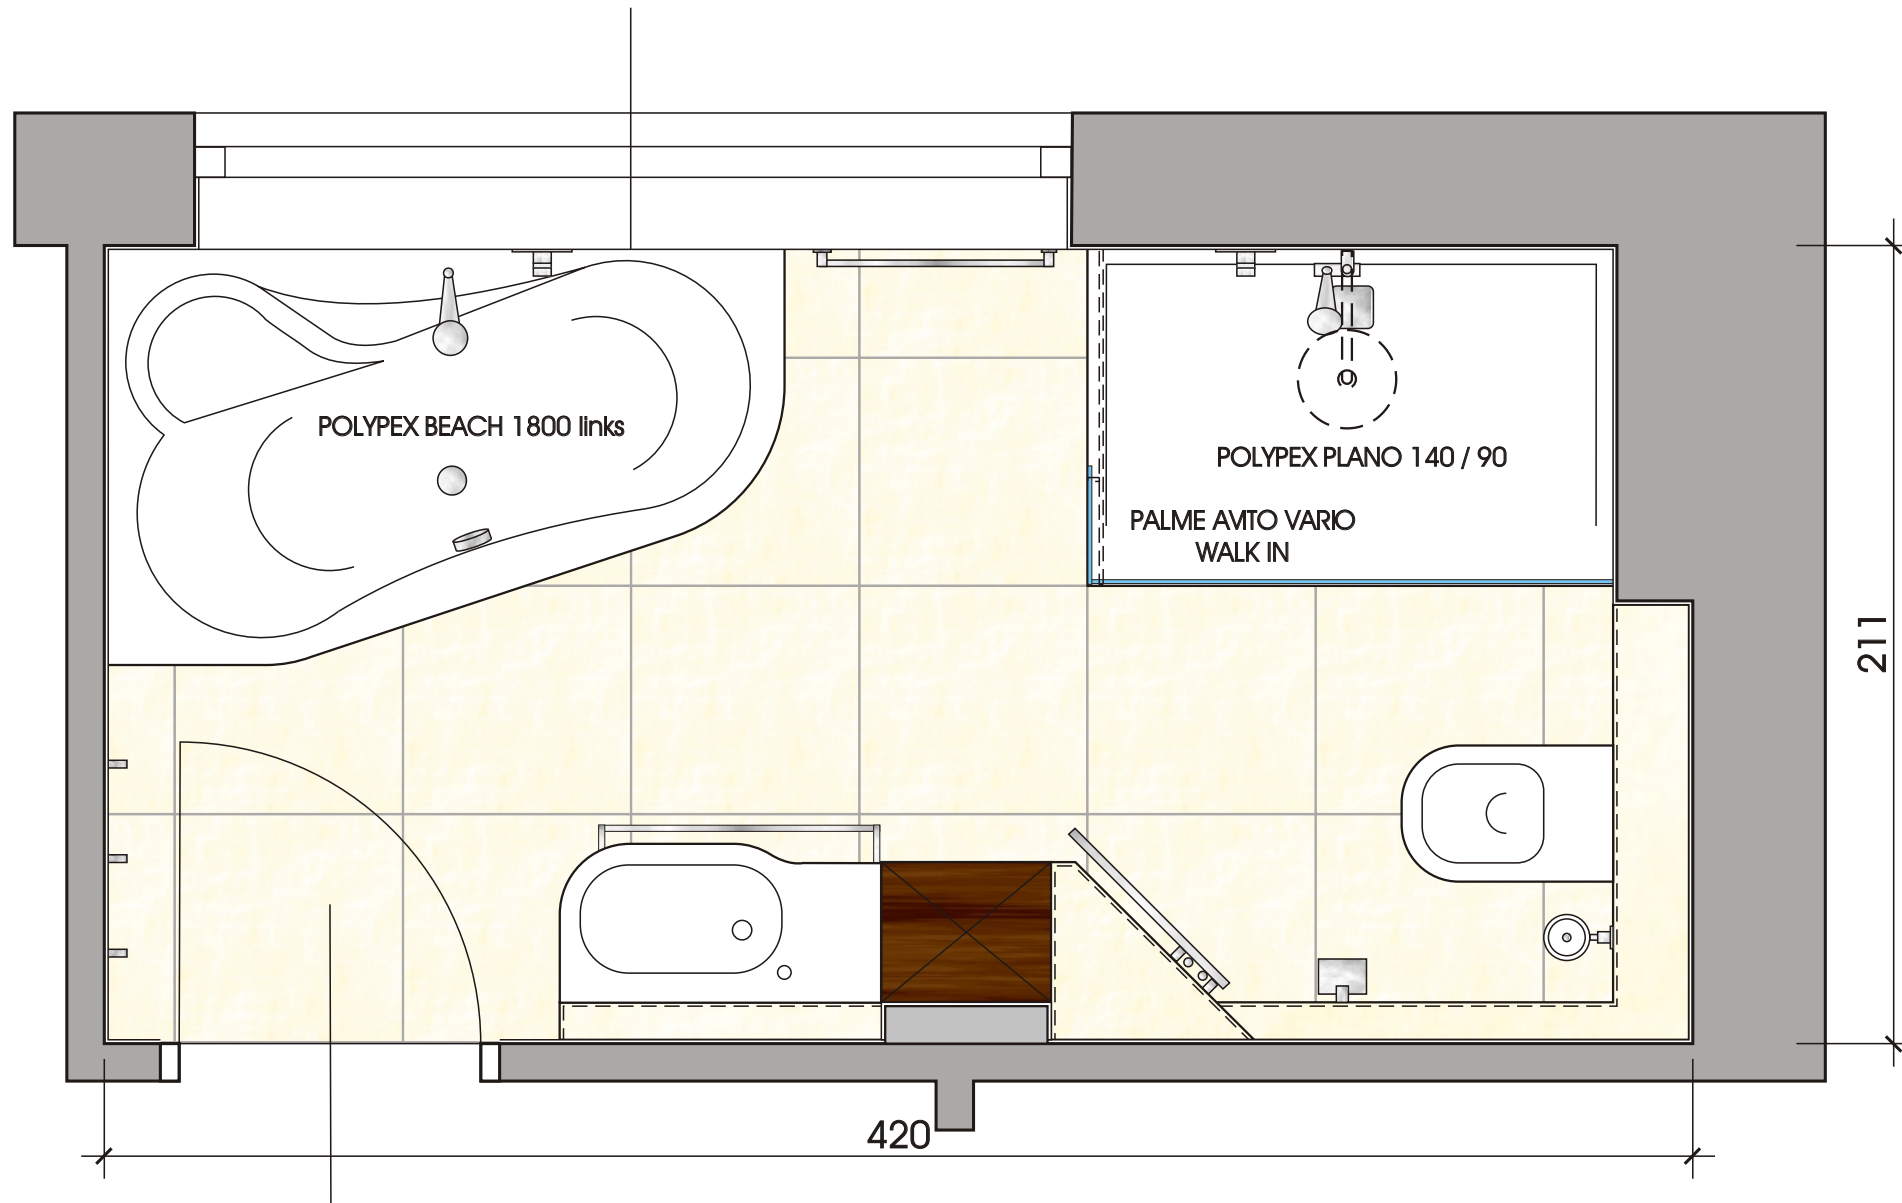 POLYPEX BEACH 1800 links
POLYPEX PLANO 140 / 90
PALME AVITO VARIO
WALK IN
211
420